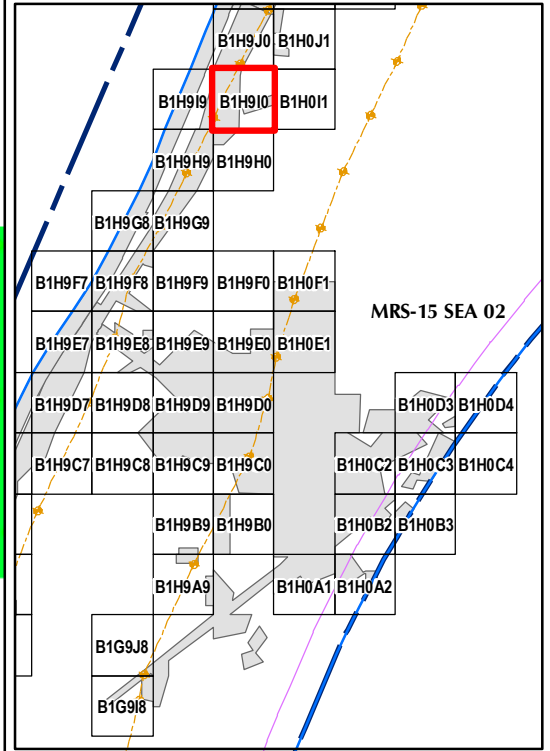 B1H9J0 B1H0J1
B1H9I9 B1H9I0 B1H0I1
B1H9H9 B1H9H0
B1H9G8 B1H9G9
B1H9F7 B1H9F8 B1H9F9 B1H9F0 B1H0F1
MRS-15 SEA 02
B1H9E7 B1H9E8 B1H9E9 B1H9E0 B1H0E1
B1H9D7 B1H9D8 B1H9D9 B1H9D0 B1H0D3 B1H0D4
B1H9C7 B1H9C8 B1H9C9 B1H9C0 B1H0C2 B1H0C3 B1H0C4
B1H9B9 B1H9B0 B1H0B2 B1H0B3
B1H9A9 B1H0A1 B1H0A2
B1G9J8
B1G9I8